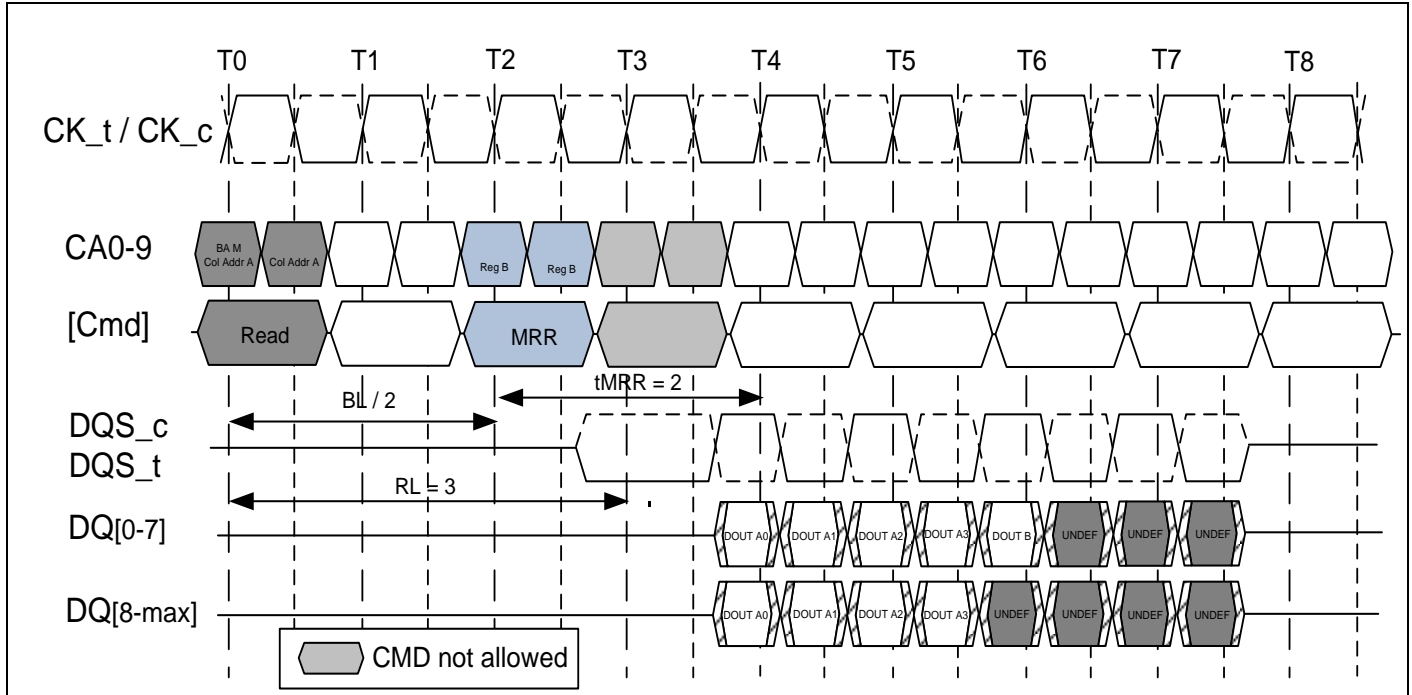 T0 T1 T2 T3 T4 T5 T6 T7 T8
CK_t / CK_c
CA0-9
BA M
Col Addr A
Col Addr A
Reg B
Reg B
[Cmd]
Read
MRR
tMRR = 2
BL / 2
DQS_c
DQS_t
RL = 3
DQ[0-7]
DOUT A0 DOUT A1 DOUT A2 DOUT A3 DOUT B UNDEF UNDEF UNDEF
DQ[8-max]
DOUT A0 DOUT A1 DOUT A2 DOUT A3 UNDEF UNDEF UNDEF UNDEF
CMD not allowed